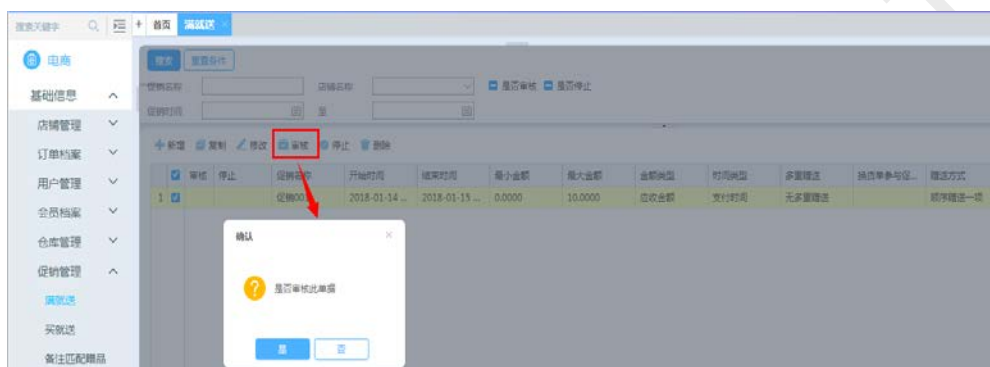 搜索关键字
首页 满就送 ×
电商
基础信息
店铺管理
订单档案
用户管理
会员档案
仓库管理
促销管理
满就送
买就送
备注匹配赠品
搜索 重置条件
促销名称 店铺名称 是否审核 是否停止
促销时间 至
新增 复制 修改 审核 停止 删除
审核 停止 促销名称 开始时间 结束时间 最小金额 最大金额 金额类型 时间类型 多重赠送 换货单参与促... 赠送方式
1 促销001 2018-01-14 ... 2018-01-15 ... 0.0000 10.0000 应收金额 支付时间 无多重赠送 顺序赠送一项
确认 ×
?
是否审核此单据
是 否